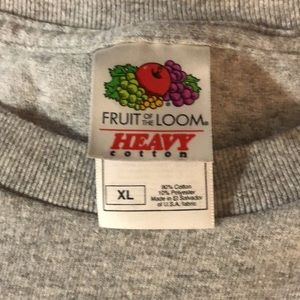 FRUIT OF THE LOOM®
HEAVY
cotton
XL
90% Cotton
10% Polyester
Made in El Salvador
of U.S.A. fabric